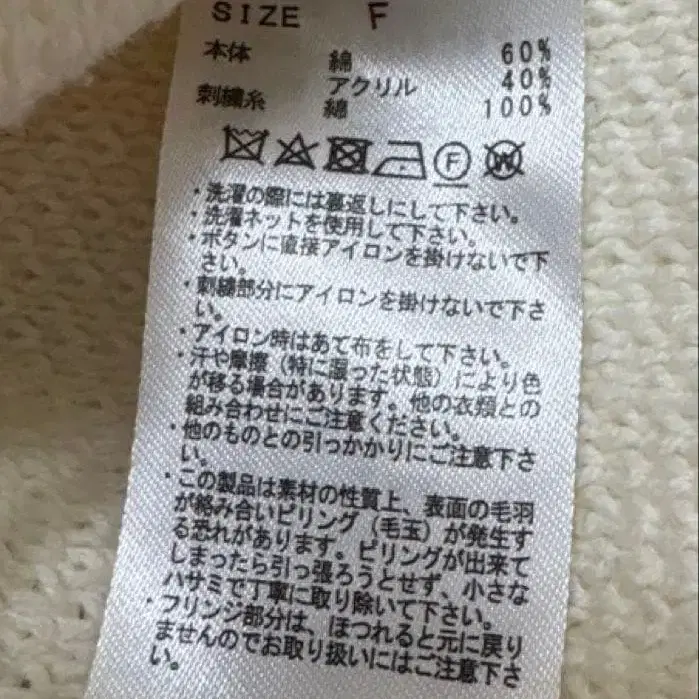 SIZE F
本体 綿 60%
アクリル 40%
刺繍糸 綿 100%
F W
・洗濯の際には裏返しにして下さい。
・洗濯ネットを使用して下さい。
・ボタンに直接アイロンを掛けないで下
さい。
・刺繍部分にアイロンを掛けないで下さ
い。
・アイロン時はあて布をして下さい。
・汗や摩擦（特に湿った状態）により色
が移る場合があります。他の衣類との
組み合わせにご注意ください。
・他のものとの引っかかりにご注意下さ
い。
・この製品は素材の性質上、表面の毛羽
が絡み合いピリング（毛玉）が発生す
る恐れがあります。ピリングが出来て
しまったら引っ張ろうとせず、小さな
ハサミで丁寧に取り除いて下さい。
・フリンジ部分は、ほつれると元に戻り
ませんのでお取り扱いにはご注意下さ
い。